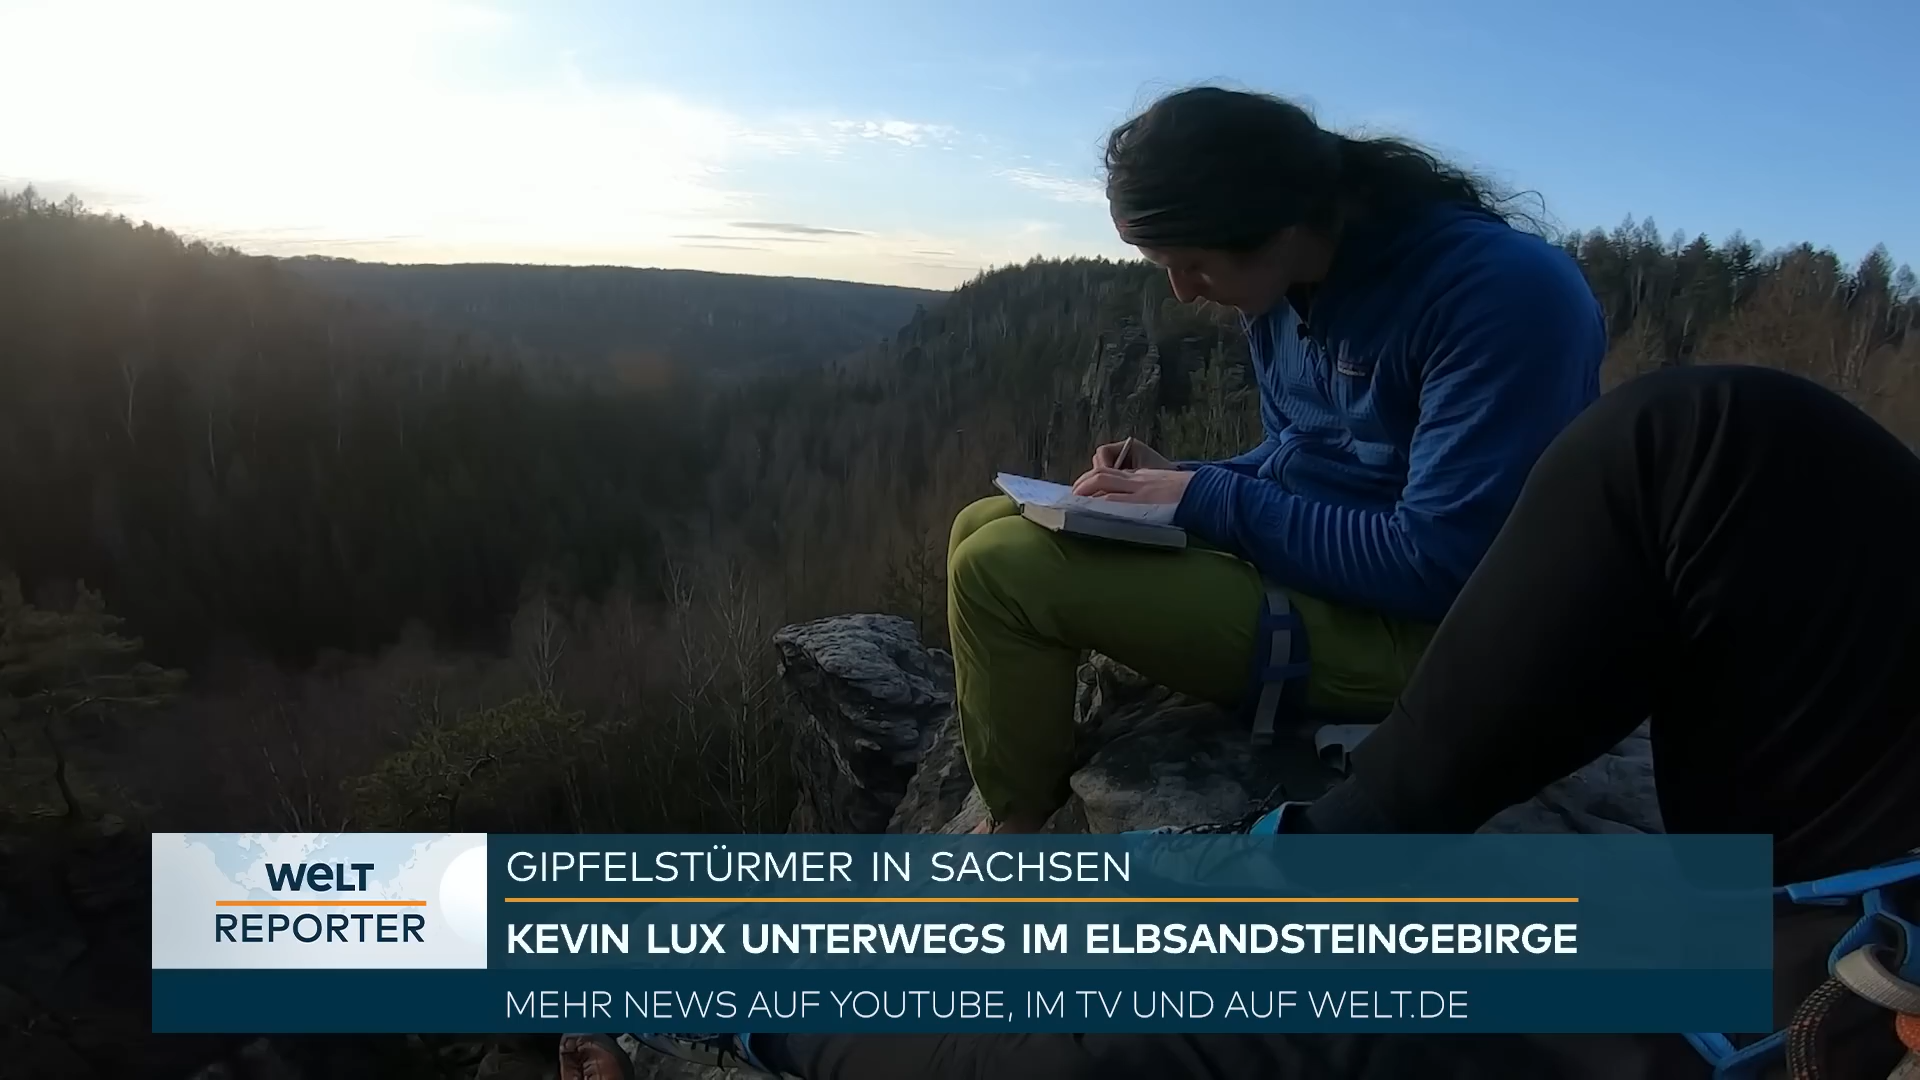 GIPFELSTÜRMER IN SACHSEN
WELT
REPORTER
KEVIN LUX UNTERWEGS IM ELBSANDSTEINGEBIRGE
MEHR NEWS AUF YOUTUBE, IM TV UND AUF WELT.DE